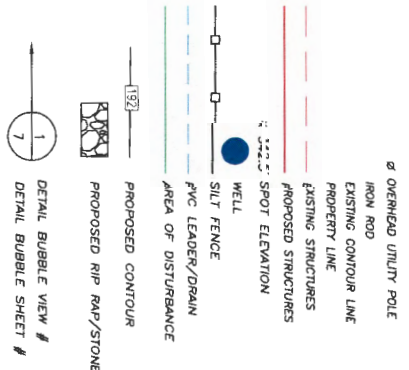 Ø OVERHEAD UTILITY POLE
IRON ROD
EXISTING CONTOUR LINE
PROPERTY LINE
EXISTING STRUCTURES
PROPOSED STRUCTURES
SPOT ELEVATION
WELL
SILT FENCE
PVC LEADER/DRAIN
AREA OF DISTURBANCE
192
PROPOSED CONTOUR
PROPOSED RIP RAP/STONE
1
7
DETAIL BUBBLE VIEW #
DETAIL BUBBLE SHEET #